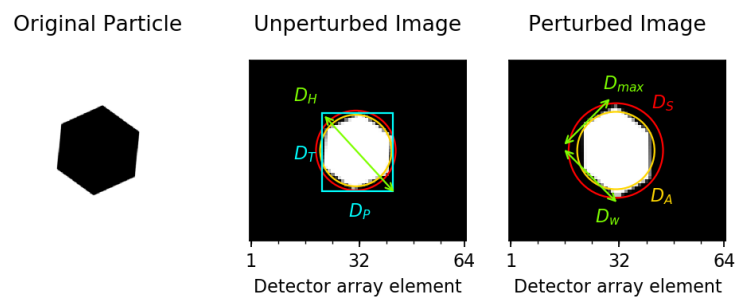 Original Particle
Unperturbed Image
Perturbed Image
D_H
D_T
D_P
D_max
D_S
D_A
D_w
1 32 64
1 32 64
Detector array element
Detector array element